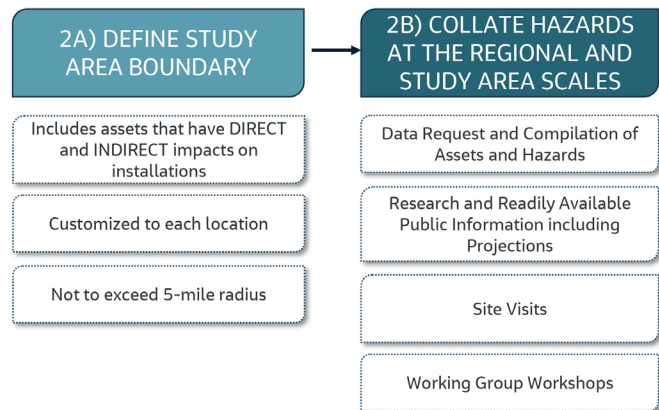 2A) DEFINE STUDY
AREA BOUNDARY
Includes assets that have DIRECT
and INDIRECT impacts on
installations
Customized to each location
Not to exceed 5-mile radius
2B) COLLATE HAZARDS
AT THE REGIONAL AND
STUDY AREA SCALES
Data Request and Compilation of
Assets and Hazards
Research and Readily Available
Public Information including
Projections
Site Visits
Working Group Workshops